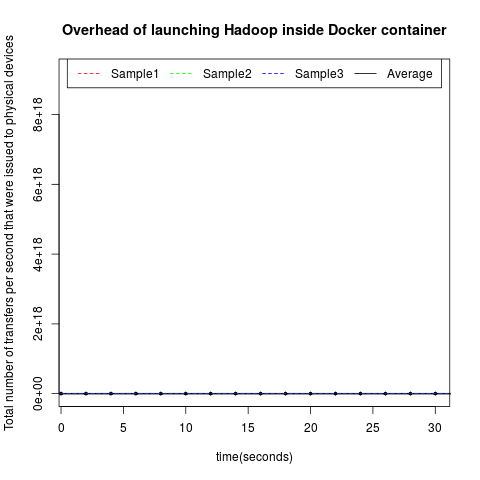 Overhead of launching Hadoop inside Docker container
Sample1 Sample2 Sample3 Average
Total number of transfers per second that were issued to physical devices
8e+18
6e+18
4e+18
2e+18
0e+00
0 5 10 15 20 25 30
time(seconds)